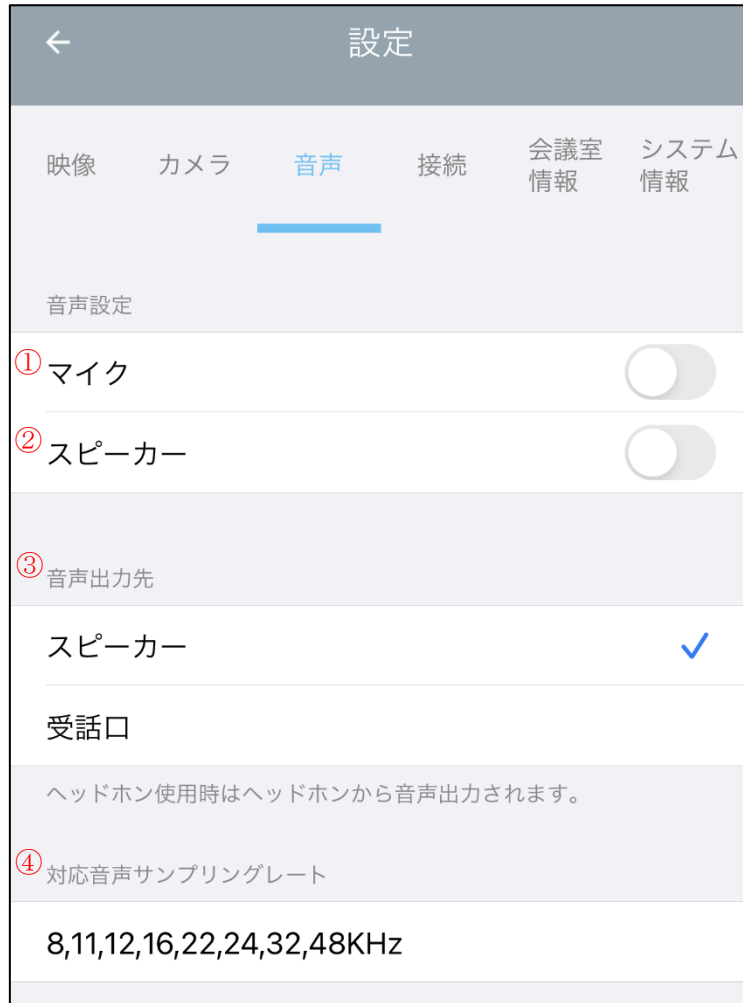 ←
設定
映像 カメラ 音声 接続 会議室 システム
情報 情報
音声設定
①マイク
②スピーカー
③音声出力先
スピーカー
受話口
ヘッドホン使用時はヘッドホンから音声出力されます。
④対応音声サンプリングレート
8,11,12,16,22,24,32,48KHz